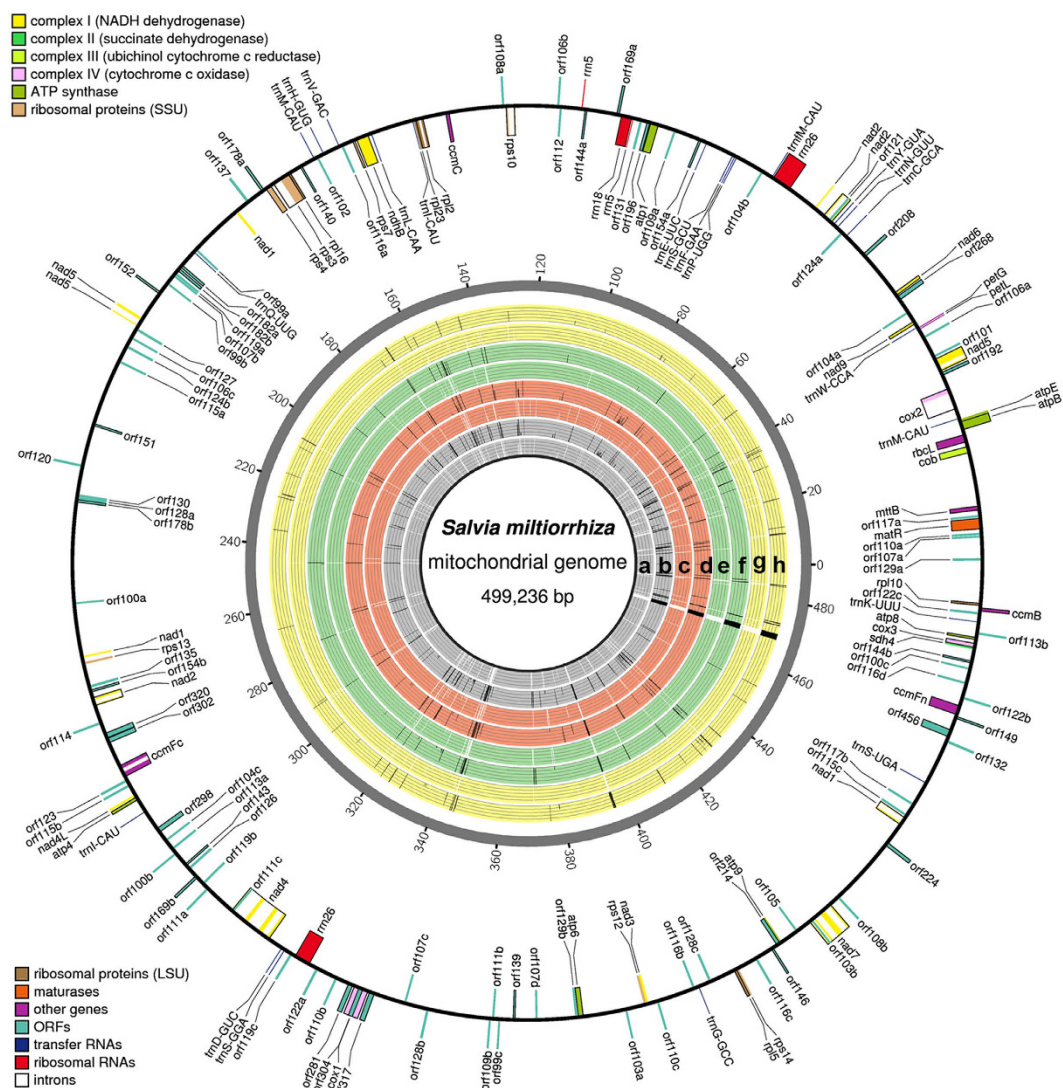 complex I (NADH dehydrogenase)
complex II (succinate dehydrogenase)
complex III (ubichinol cytochrome c reductase)
complex IV (cytochrome c oxidase)
ATP synthase
ribosomal proteins (SSU)
orf108a
orf106b
rrn5
orf169a
trnfM-CAU
rrn26
nad2
nad2
orf121
trnY-GUA
trnN-GUU
trnC-GCA
orf208
nad6
orf268
petG
petL
orf106a
orf101
nad5
orf192
atpE
atpB
trnV-GAC
trnH-GUG
trnM-CAU
orf178a
orf137
nad1
orf152
nad5
nad5
rps10
ccmC
rpl2
rpl23
trnI-CAU
trnL-CAA
ndhB
rps7
orf116a
orf102
orf140
rpl16
rps3
rps4
orf112
orf144a
rrn18
rrn5
orf131
orf196
atp1
orf109a
orf154a
trnE-UUC
trnS-GCU
trnF-GAA
trnP-UGG
orf104b
orf124a
orf104a
nad9
trnW-CCA
cox2
trnM-CAU
rbcL
cob
orf99a
trnQ-UUG
orf182a
orf182b
orf119a
orf107b
orf99b
orf127
orf106c
orf124b
orf115a
orf151
orf120
orf130
orf128a
orf178b
orf100a
nad1
rps13
orf135
orf154b
nad2
orf320
orf302
orf114
ccmFc
orf123
orf115b
nad4L
atp4
trnI-CAU
orf298
orf104c
orf113a
orf143
orf126
orf119b
orf100b
orf169b
orf111a
orf111c
nad4
rrn26
mttB
orf117a
matR
orf110a
orf107a
orf129a
rpl10
orf122c
trnK-UUU
atp8
cox3
sdh4
orf144b
orf100c
orf116d
ccmB
orf113b
ccmFn
orf456
orf122b
orf149
orf132
trnS-UGA
orf117b
orf115c
nad1
orf224
0
20
40
60
80
100
120
140
160
180
200
220
240
260
280
300
320
340
360
380
400
420
440
460
480
Salvia miltiorrhiza
mitochondrial genome
499,236 bp
a b c d e f g h
trnD-GUC
trnS-GGA
orf119c
orf122a
orf110b
orf281
orf304
cox1
orf317
orf107c
orf128b
orf111b
orf139
orf109b
orf99c
orf107d
orf129b
atp6
rps12
nad3
orf103a
orf110c
orf116b
orf128c
trnG-GCC
orf214
atp9
orf105
orf108b
nad7
orf103b
orf146
orf116c
rps14
rpl5
ribosomal proteins (LSU)
maturases
other genes
ORFs
transfer RNAs
ribosomal RNAs
introns